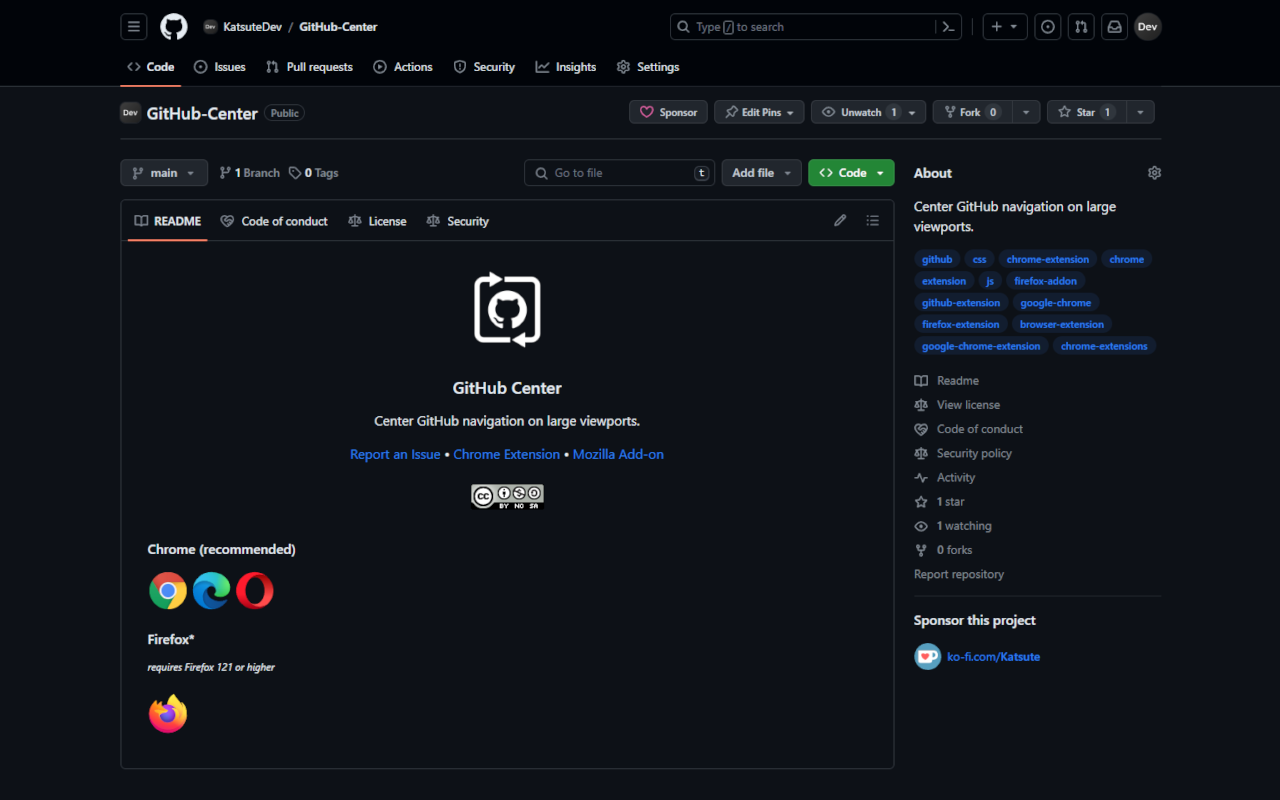 Dev KatsuteDev / GitHub-Center Type / to search Dev
Code Issues Pull requests Actions Security Insights Settings
Dev GitHub-Center Public Sponsor Edit Pins Unwatch 1 Fork 0 Star 1
main 1 Branch 0 Tags Go to file t Add file Code
README Code of conduct License Security
GitHub Center
Center GitHub navigation on large viewports.
Report an Issue • Chrome Extension • Mozilla Add-on
cc BY NC SA
Chrome (recommended)
Firefox*
requires Firefox 121 or higher
About
Center GitHub navigation on large
viewports.
github css chrome-extension chrome
extension js firefox-addon
github-extension google-chrome
firefox-extension browser-extension
google-chrome-extension chrome-extensions
Readme
View license
Code of conduct
Security policy
Activity
1 star
1 watching
0 forks
Report repository
Sponsor this project
ko-fi.com/Katsute